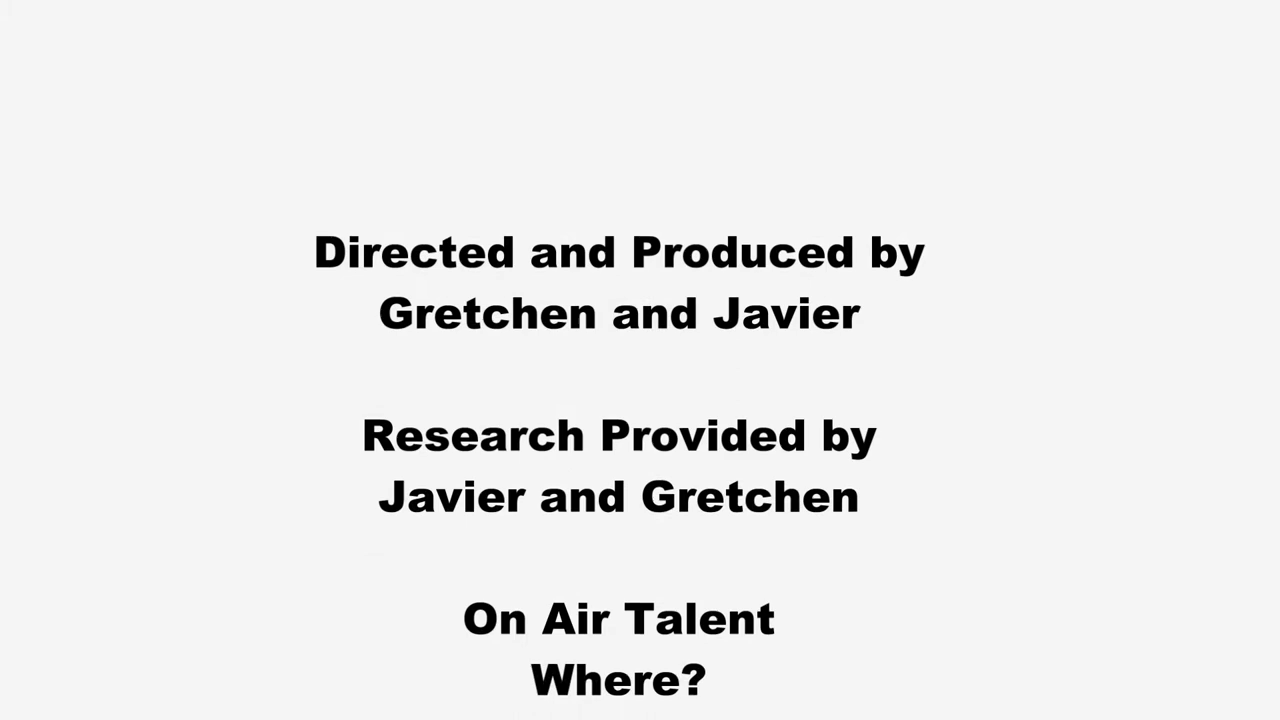 Directed and Produced by
Gretchen and Javier
Research Provided by
Javier and Gretchen
On Air Talent
Where?